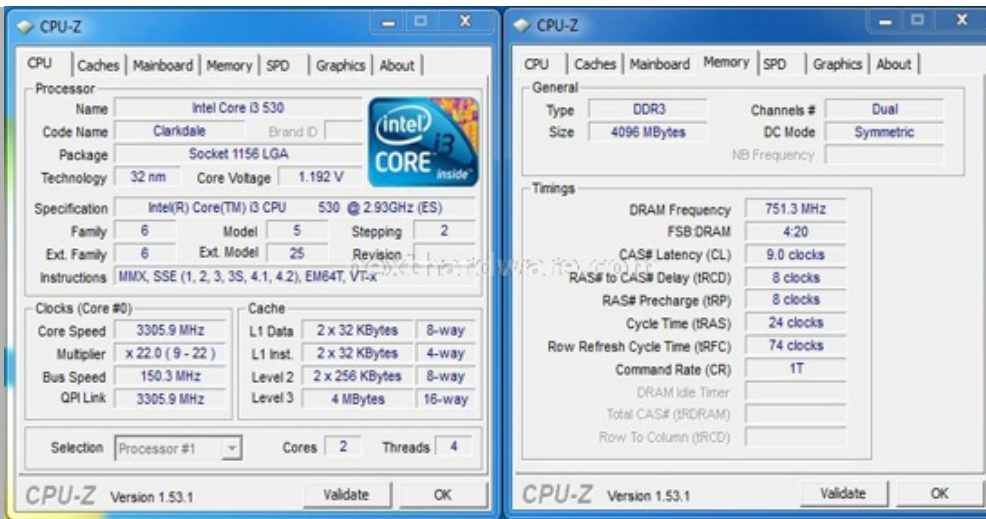 CPU-Z
CPU Caches Mainboard Memory SPD Graphics About
Processor
Name Intel Core i3 530
Code Name Clarkdale Brand ID
Package Socket 1156 LGA
Technology 32 nm Core Voltage 1.192 V
(intel) CORE i3 inside
Specification Intel(R) Core(TM) i3 CPU 530 @ 2.93GHz (ES)
Family 6 Model 5 Stepping 2
Ext. Family 6 Ext. Model 25 Revision
Instructions MMX, SSE (1, 2, 3, 3S, 4.1, 4.2), EM64T, VT-x
Clocks (Core #0)
Core Speed 3305.9 MHz
Multiplier x 22.0 ( 9 - 22 )
Bus Speed 150.3 MHz
QPI Link 3305.9 MHz
Cache
L1 Data 2 x 32 KBytes 8-way
L1 Inst. 2 x 32 KBytes 4-way
Level 2 2 x 256 KBytes 8-way
Level 3 4 MBytes 16-way
Selection Processor #1 Cores 2 Threads 4
CPU-Z Version 1.53.1 Validate OK
CPU-Z
CPU Caches Mainboard Memory SPD Graphics About
General
Type DDR3 Channels # Dual
Size 4096 MBytes DC Mode Symmetric
NB Frequency
Timings
DRAM Frequency 751.3 MHz
FSB:DRAM 4:20
CAS# Latency (CL) 9.0 clocks
RAS# to CAS# Delay (tRCD) 8 clocks
RAS# Precharge (tRP) 8 clocks
Cycle Time (tRAS) 24 clocks
Row Refresh Cycle Time (tRFC) 74 clocks
Command Rate (CR) 1T
DRAM Idle Timer
Total CAS# (tRDRAM)
Row To Column (tRCD)
CPU-Z Version 1.53.1 Validate OK